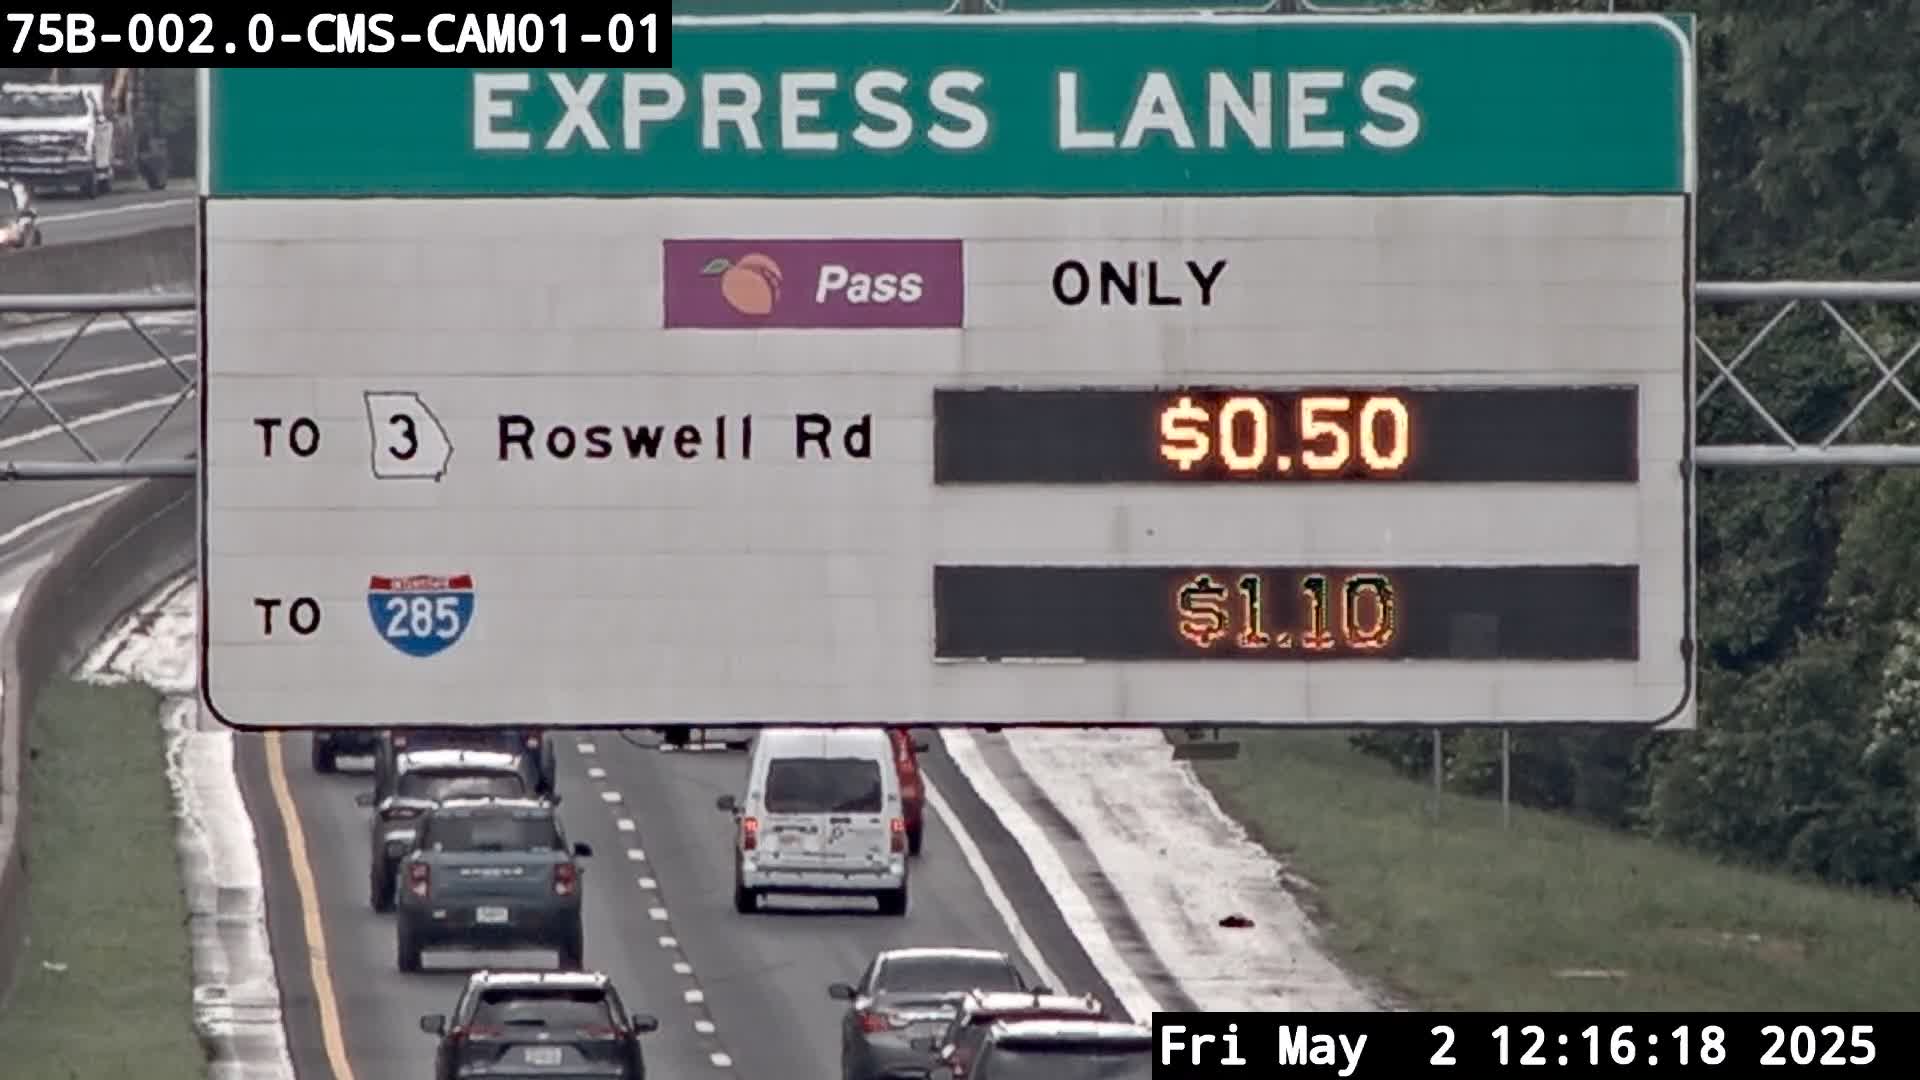 75B-002.0-CMS-CAM01-01
EXPRESS LANES
Pass ONLY
TO 3 Roswell Rd $0.50
INTERSTATE
TO 285 $1.10
Fri May 2 12:16:18 2025